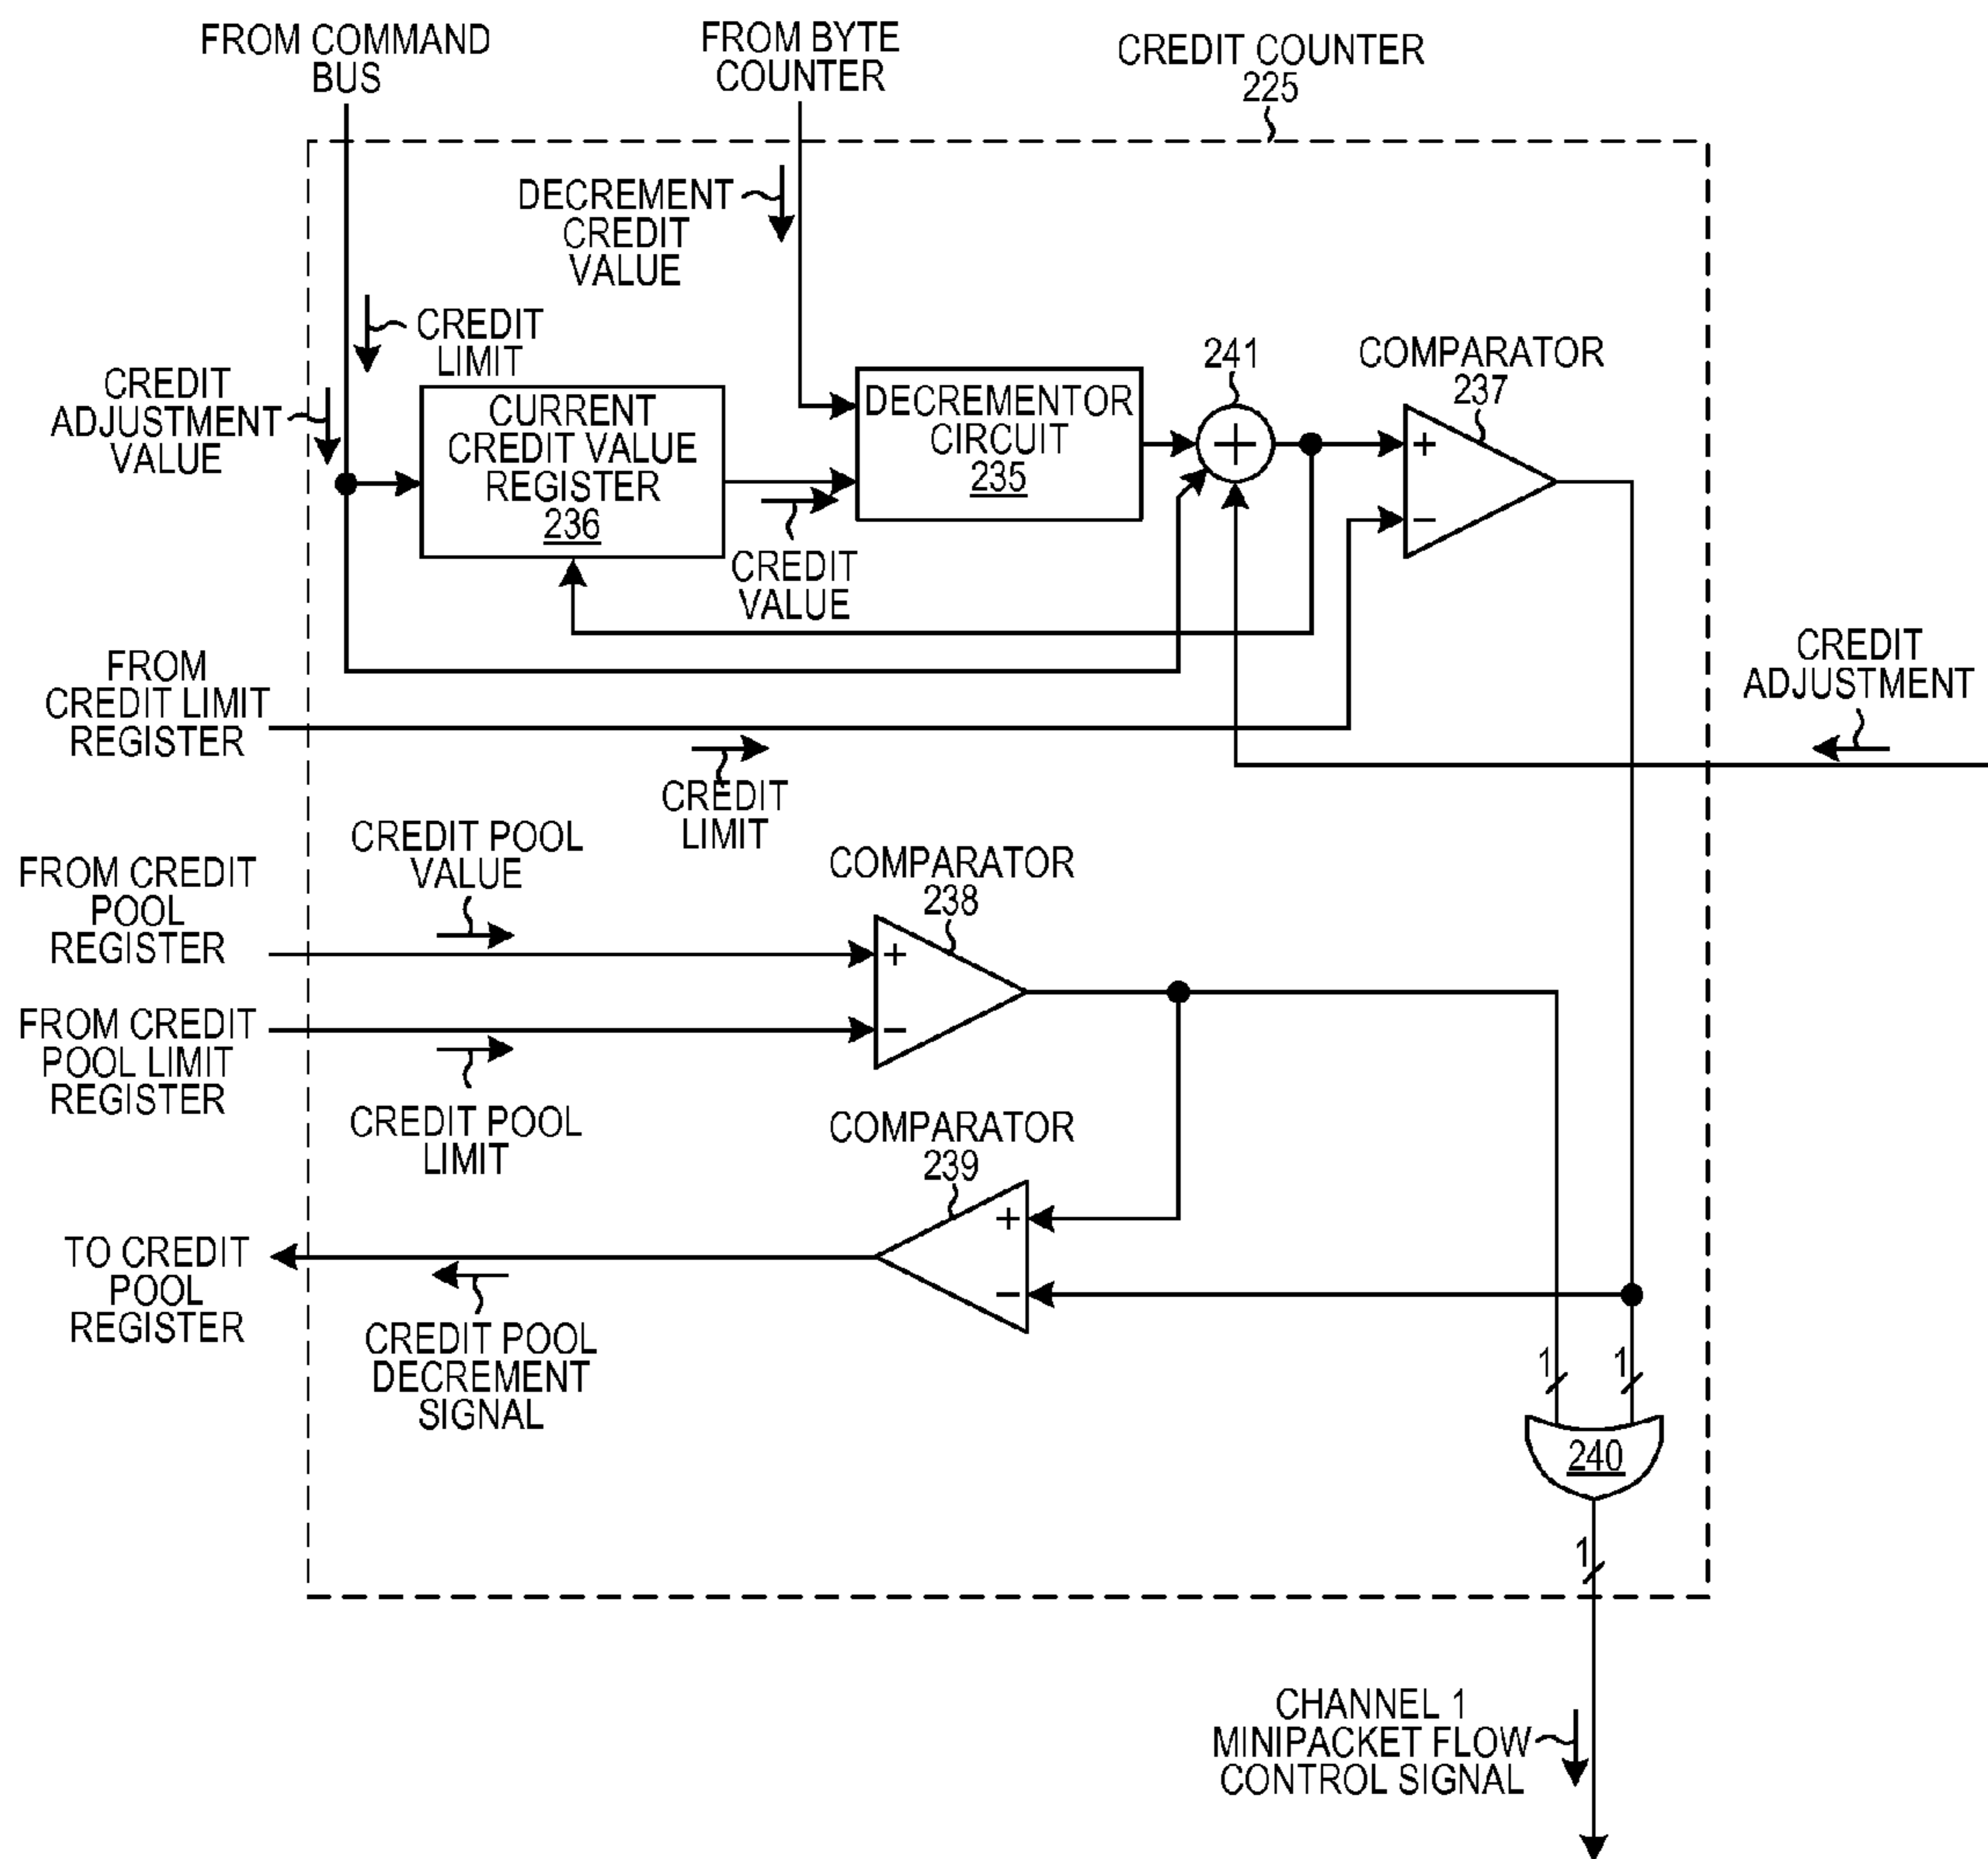 FROM COMMAND
BUS
FROM BYTE
COUNTER
CREDIT COUNTER
225
DECREMENT
CREDIT
VALUE
CREDIT
LIMIT
CREDIT
ADJUSTMENT
VALUE
CURRENT
CREDIT VALUE
REGISTER
236
CREDIT
VALUE
DECREMENTOR
CIRCUIT
235
241
+
COMPARATOR
237
+
−
FROM
CREDIT LIMIT
REGISTER
CREDIT
LIMIT
CREDIT
ADJUSTMENT
FROM CREDIT
POOL
REGISTER
CREDIT POOL
VALUE
COMPARATOR
238
+
−
FROM CREDIT
POOL LIMIT
REGISTER
CREDIT POOL
LIMIT
COMPARATOR
239
+
−
TO CREDIT
POOL
REGISTER
CREDIT POOL
DECREMENT
SIGNAL
1
1
240
1
CHANNEL 1
MINIPACKET FLOW
CONTROL SIGNAL